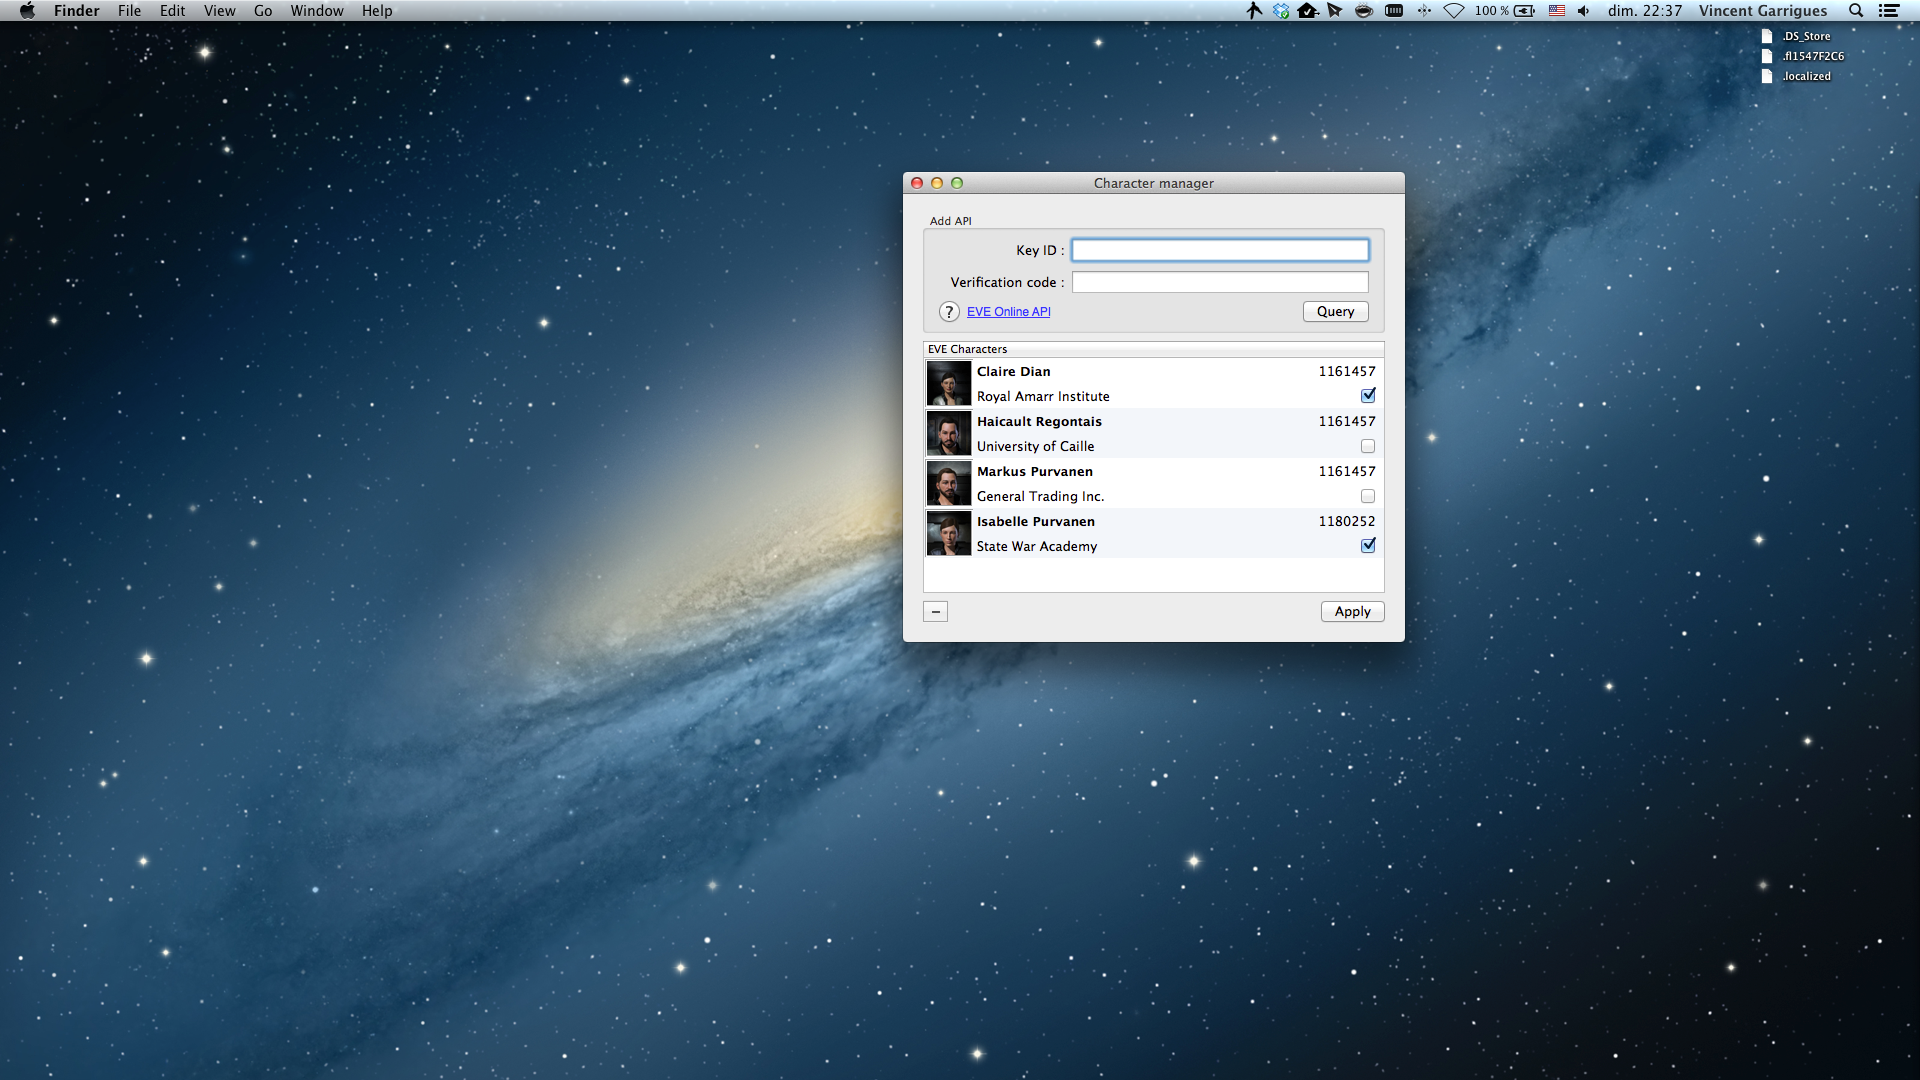 Finder File Edit View Go Window Help 100 % dim. 22:37 Vincent Garrigues
.DS_Store
.fl1547F2C6
.localized
Character manager
Add API
Key ID :
Verification code :
? EVE Online API Query
EVE Characters
Claire Dian 1161457
Royal Amarr Institute
Haicault Regontais 1161457
University of Caille
Markus Purvanen 1161457
General Trading Inc.
Isabelle Purvanen 1180252
State War Academy
− Apply